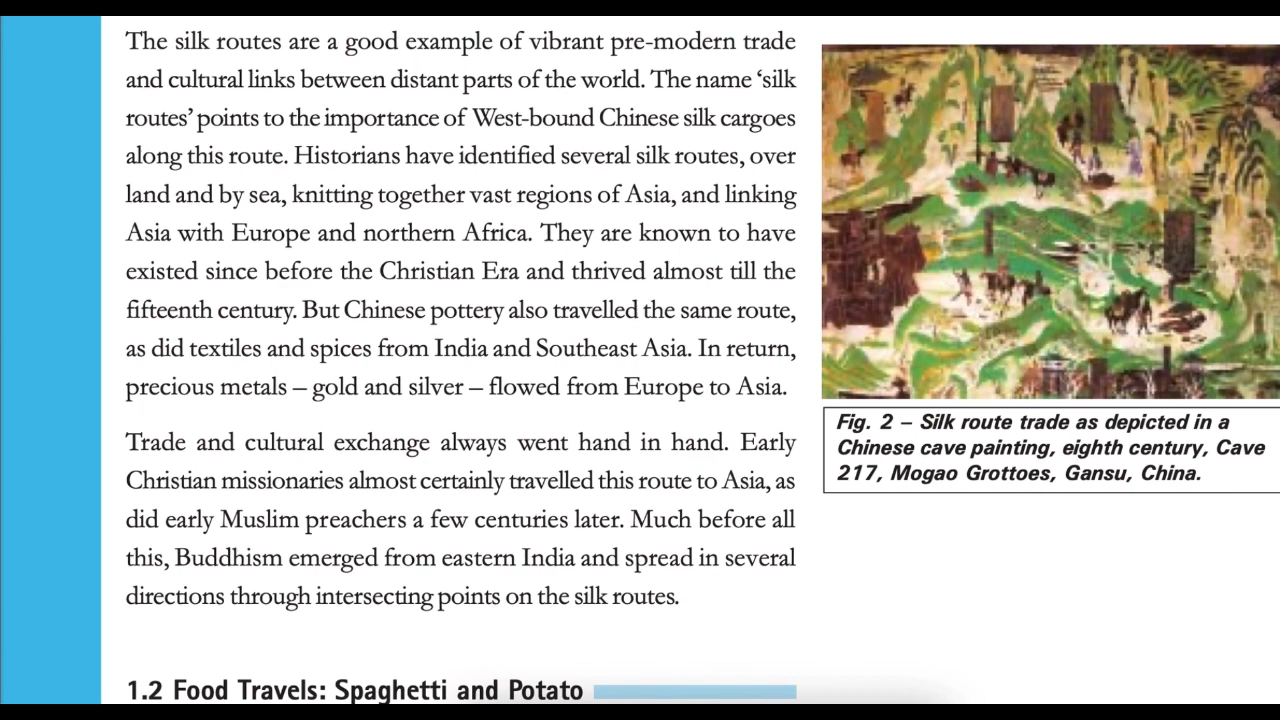 The silk routes are a good example of vibrant pre-modern trade
and cultural links between distant parts of the world. The name ‘silk
routes’ points to the importance of West-bound Chinese silk cargoes
along this route. Historians have identified several silk routes, over
land and by sea, knitting together vast regions of Asia, and linking
Asia with Europe and northern Africa. They are known to have
existed since before the Christian Era and thrived almost till the
fifteenth century. But Chinese pottery also travelled the same route,
as did textiles and spices from India and Southeast Asia. In return,
precious metals – gold and silver – flowed from Europe to Asia.
Trade and cultural exchange always went hand in hand. Early
Christian missionaries almost certainly travelled this route to Asia, as
did early Muslim preachers a few centuries later. Much before all
this, Buddhism emerged from eastern India and spread in several
directions through intersecting points on the silk routes.
Fig. 2 – Silk route trade as depicted in a
Chinese cave painting, eighth century, Cave
217, Mogao Grottoes, Gansu, China.
1.2 Food Travels: Spaghetti and Potato